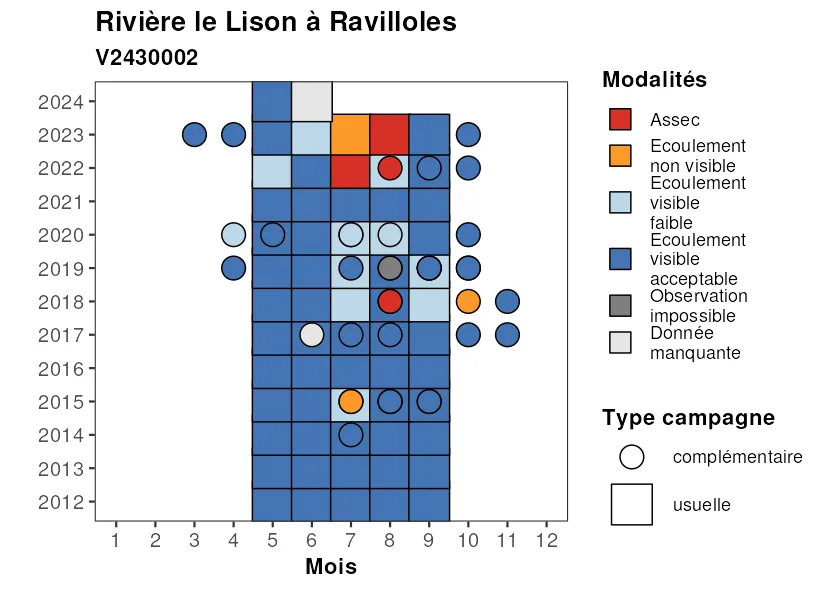 Rivière le Lison à Ravilloles
V2430002
2024
2023
2022
2021
2020
2019
2018
2017
2016
2015
2014
2013
2012
1 2 3 4 5 6 7 8 9 10 11 12
Mois
Modalités
Assec
Ecoulement
non visible
Ecoulement
visible
faible
Ecoulement
visible
acceptable
Observation
impossible
Donnée
manquante
Type campagne
complémentaire
usuelle